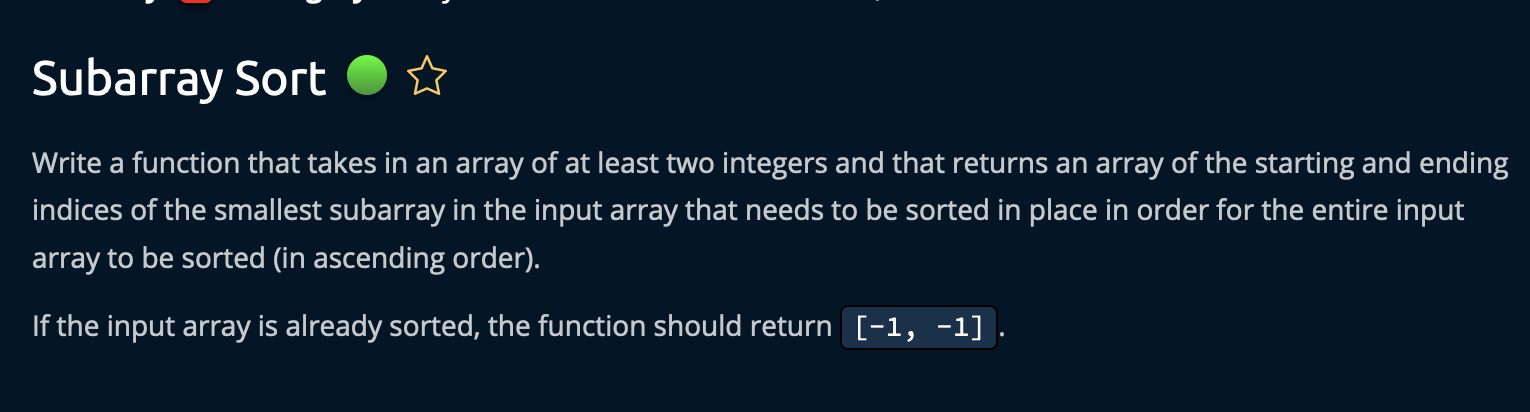 Subarray Sort
Write a function that takes in an array of at least two integers and that returns an array of the starting and ending
indices of the smallest subarray in the input array that needs to be sorted in place in order for the entire input
array to be sorted (in ascending order).
If the input array is already sorted, the function should return [-1, -1].